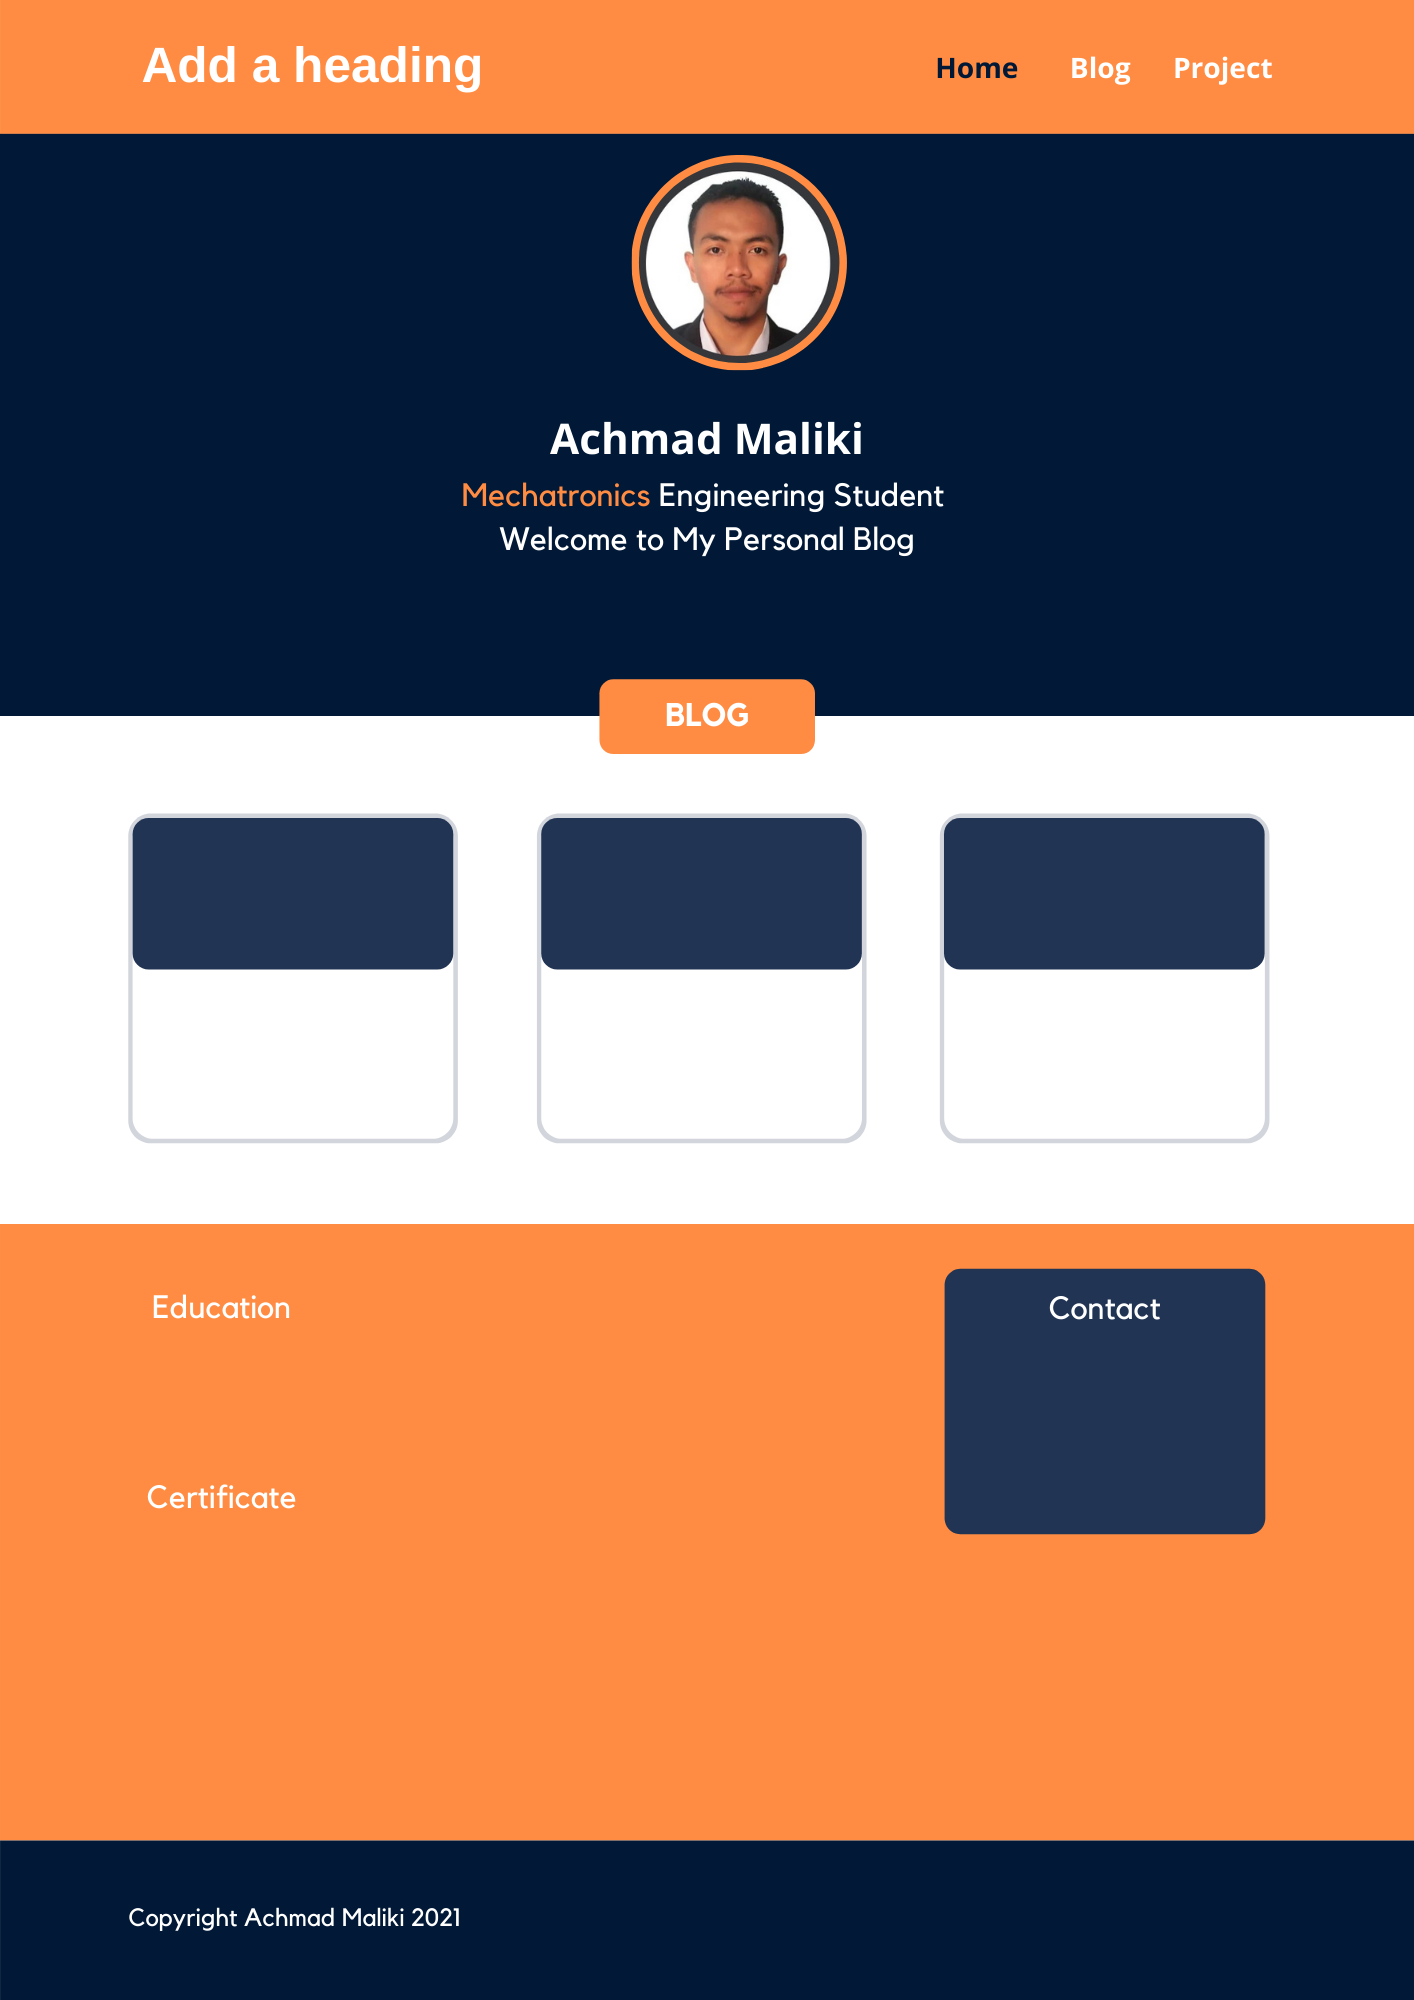 Add a heading
Home Blog Project
Achmad Maliki
Mechatronics Engineering Student
Welcome to My Personal Blog
BLOG
Education
Contact
Certificate
Copyright Achmad Maliki 2021